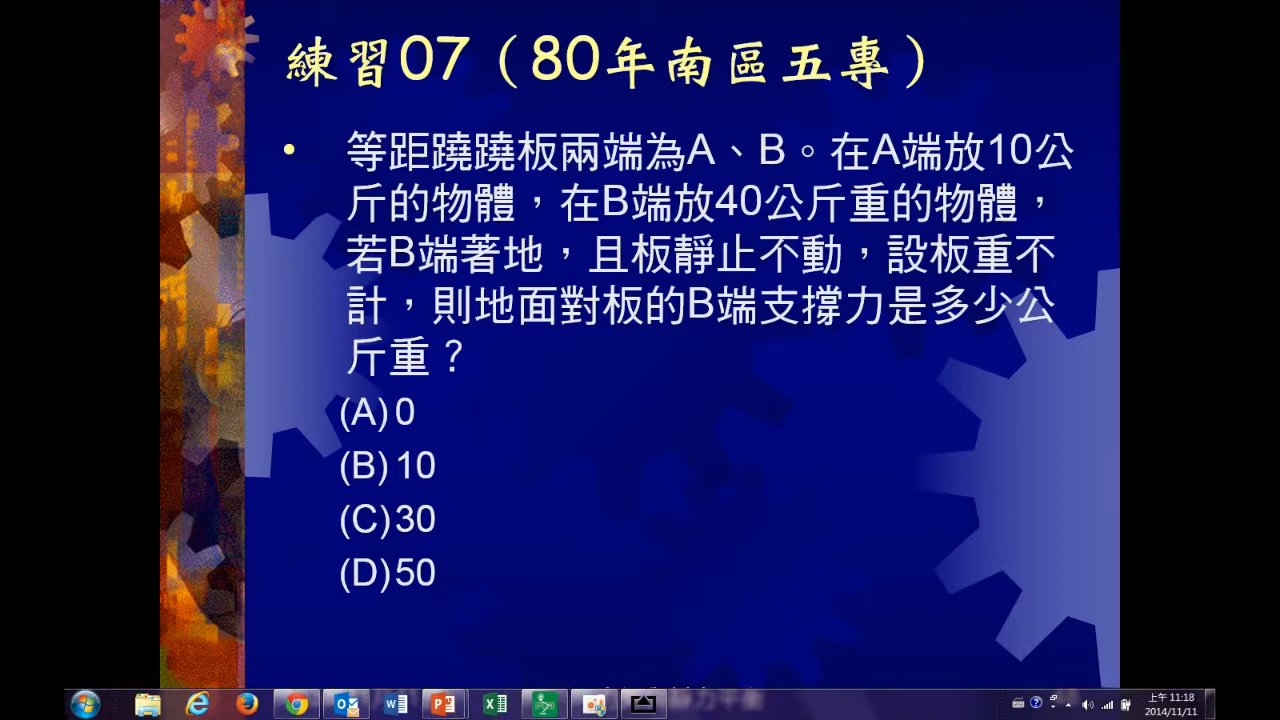 練習07（80年南區五專）
• 等距蹺蹺板兩端為A、B。在A端放10公
斤的物體，在B端放40公斤重的物體，
若B端著地，且板靜止不動，設板重不
計，則地面對板的B端支撐力是多少公
斤重？
(A) 0
(B) 10
(C) 30
(D) 50
上午 11:18
2014/11/11